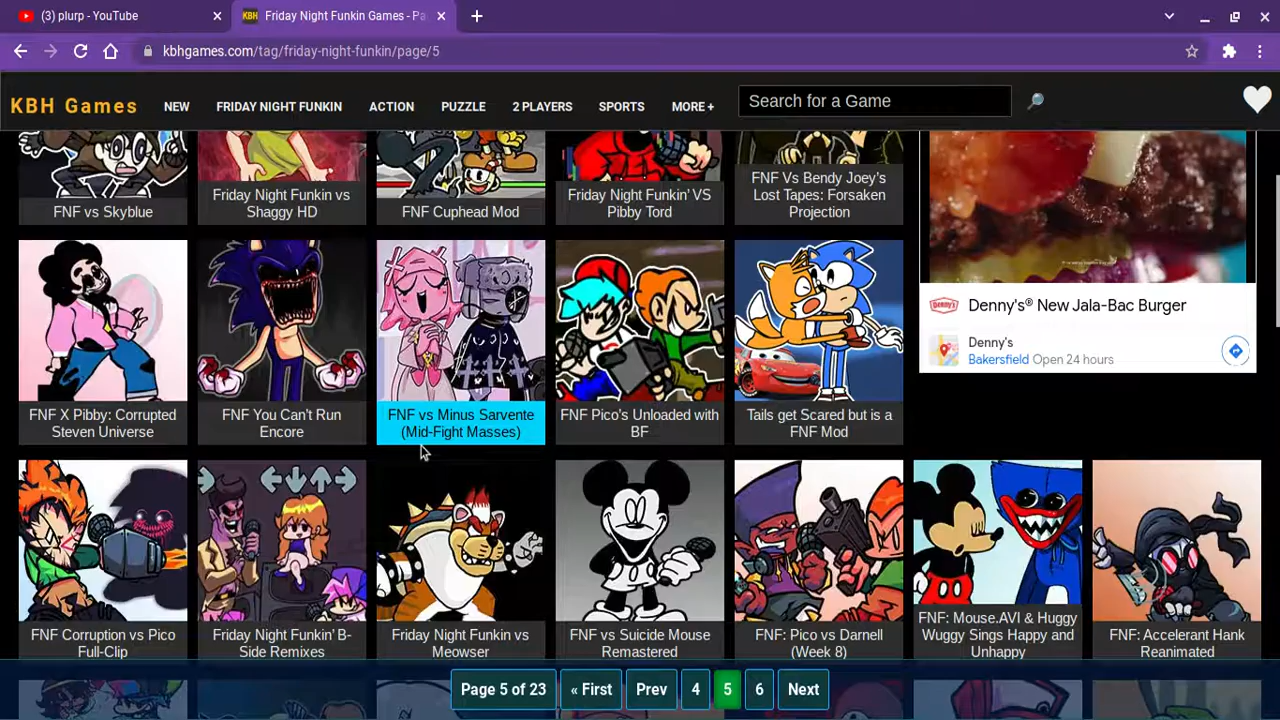 (3) plurp - YouTube
KBH
Friday Night Funkin Games - Pa
kbhgames.com/tag/friday-night-funkin/page/5
KBH Games
NEW
FRIDAY NIGHT FUNKIN
ACTION
PUZZLE
2 PLAYERS
SPORTS
MORE +
Search for a Game
FNF vs Skyblue
Friday Night Funkin vs
Shaggy HD
FNF Cuphead Mod
Friday Night Funkin' VS
Pibby Tord
FNF Vs Bendy Joey's
Lost Tapes: Forsaken
Projection
Denny's
Denny's® New Jala-Bac Burger
Denny's
Bakersfield Open 24 hours
FNF X Pibby: Corrupted
Steven Universe
FNF You Can't Run
Encore
FNF vs Minus Sarvente
(Mid-Fight Masses)
FNF Pico's Unloaded with
BF
Tails get Scared but is a
FNF Mod
FNF Corruption vs Pico
Full-Clip
Friday Night Funkin' B-
Side Remixes
Friday Night Funkin vs
Meowser
FNF vs Suicide Mouse
Remastered
FNF: Pico vs Darnell
(Week 8)
FNF: Mouse.AVI & Huggy
Wuggy Sings Happy and
Unhappy
FNF: Accelerant Hank
Reanimated
Page 5 of 23
« First
Prev
4
5
6
Next